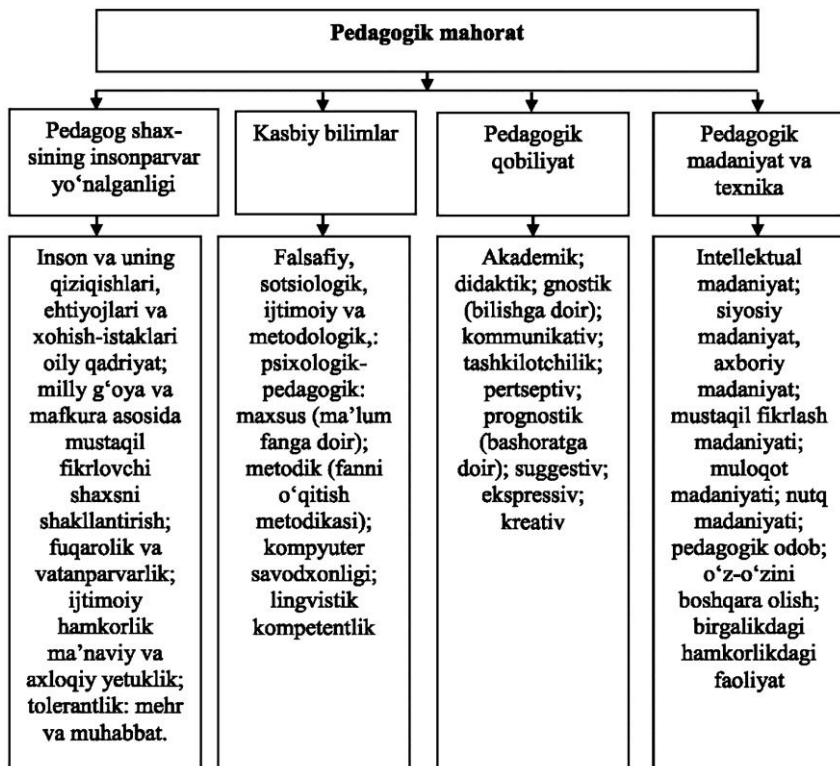 Pedagogik mahorat
Pedagog shax-
sining insonparvar
yo‘nalganligi
Kasbiy bilimlar
Pedagogik
qobiliyat
Pedagogik
madaniyat va
texnika
Inson va uning
qiziqishlari,
ehtiyojlari va
xohish-istaklari
oily qadriyat;
milly g‘oya va
mafkura asosida
mustaqil
fikrlovchi
shaxsni
shakllantirish;
fuqarolik va
vatanparvarlik;
ijtimoiy
hamkorlik
ma’naviy va
axloqiy yetuklik;
tolerantlik: mehr
va muhabbat.
Falsafiy,
sotsiologik,
ijtimoiy va
metodologik,:
psixologik-
pedagogik:
maxsus (ma’lum
fanga doir);
metodik (fanni
o‘qitish
metodikasi);
kompyuter
savodxonligi;
lingvistik
kompetentlik
Akademik;
didaktik; gnostik
(bilishga doir);
kommunikativ;
tashkilotchilik;
pertseptiv;
prognostik
(bashoratga
doir); suggestiv;
ekspressiv;
kreativ
Intellektual
madaniyat;
siyosiy
madaniyat,
axboriy
madaniyat;
mustaqil fikrlash
madaniyati;
muloqot
madaniyati; nutq
madaniyati;
pedagogik odob;
o‘z-o‘zini
boshqara olish;
birgalikdagi
hamkorlikdagi
faoliyat